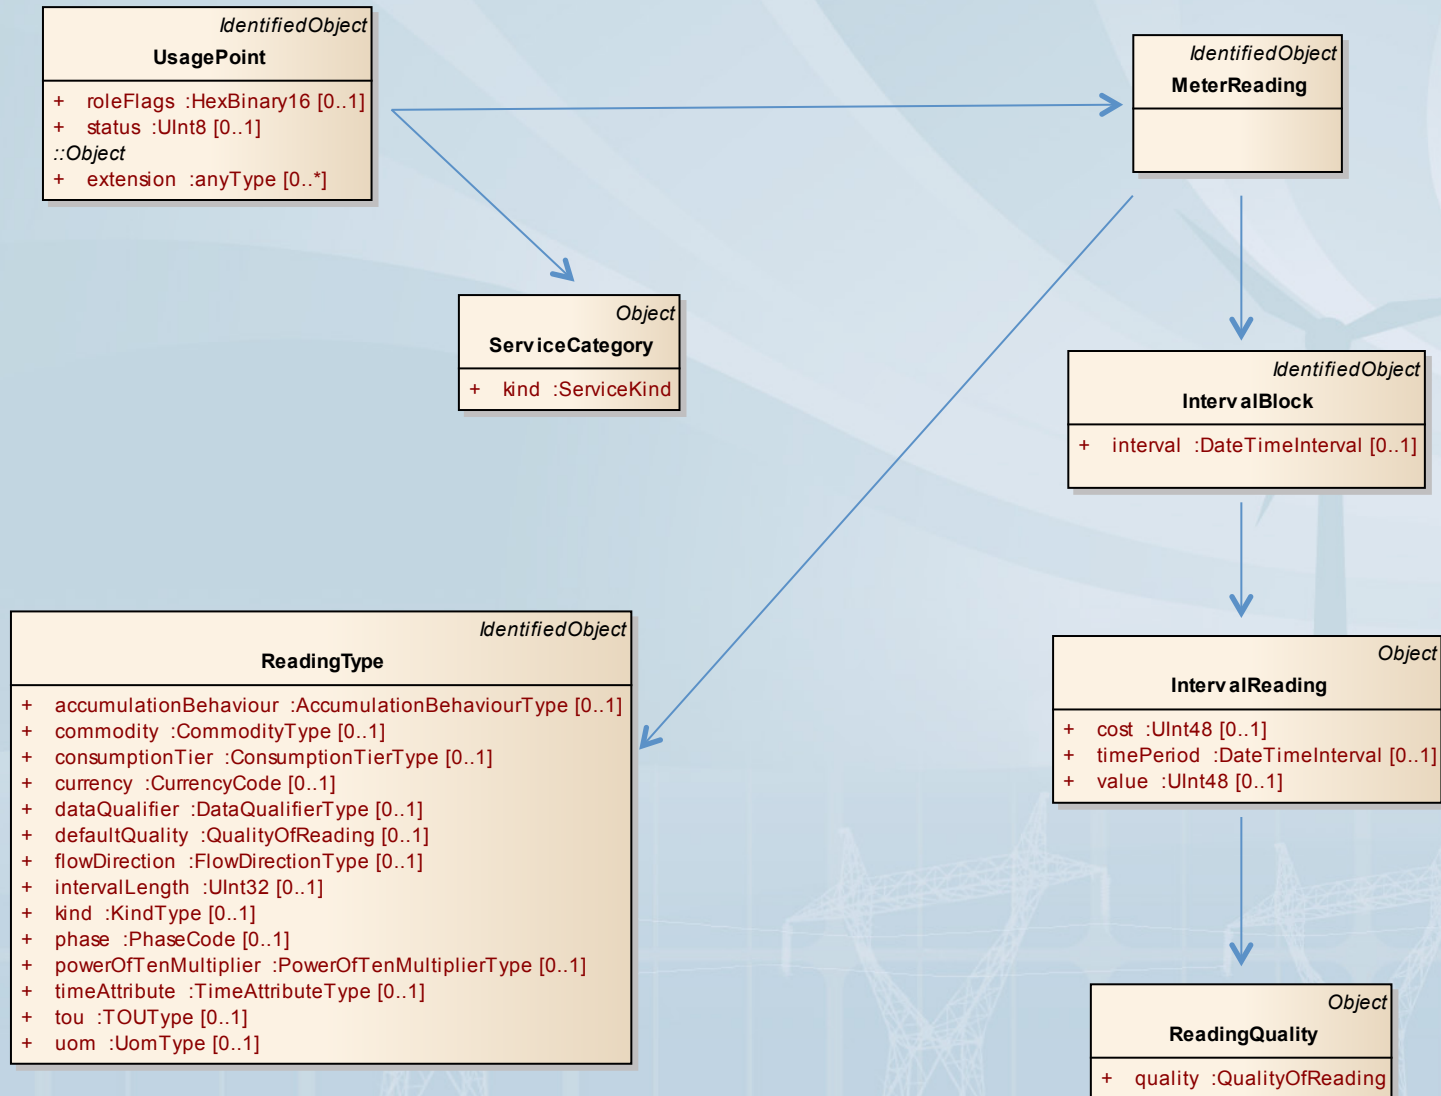 IdentifiedObject
UsagePoint
+ roleFlags :HexBinary16 [0..1]
+ status :UInt8 [0..1]
::Object
+ extension :anyType [0..*]
IdentifiedObject
MeterReading
Object
ServiceCategory
+ kind :ServiceKind
IdentifiedObject
IntervalBlock
+ interval :DateTimeInterval [0..1]
IdentifiedObject
ReadingType
+ accumulationBehaviour :AccumulationBehaviourType [0..1]
+ commodity :CommodityType [0..1]
+ consumptionTier :ConsumptionTierType [0..1]
+ currency :CurrencyCode [0..1]
+ dataQualifier :DataQualifierType [0..1]
+ defaultQuality :QualityOfReading [0..1]
+ flowDirection :FlowDirectionType [0..1]
+ intervalLength :UInt32 [0..1]
+ kind :KindType [0..1]
+ phase :PhaseCode [0..1]
+ powerOfTenMultiplier :PowerOfTenMultiplierType [0..1]
+ timeAttribute :TimeAttributeType [0..1]
+ tou :TOUType [0..1]
+ uom :UomType [0..1]
Object
IntervalReading
+ cost :UInt48 [0..1]
+ timePeriod :DateTimeInterval [0..1]
+ value :UInt48 [0..1]
Object
ReadingQuality
+ quality :QualityOfReading